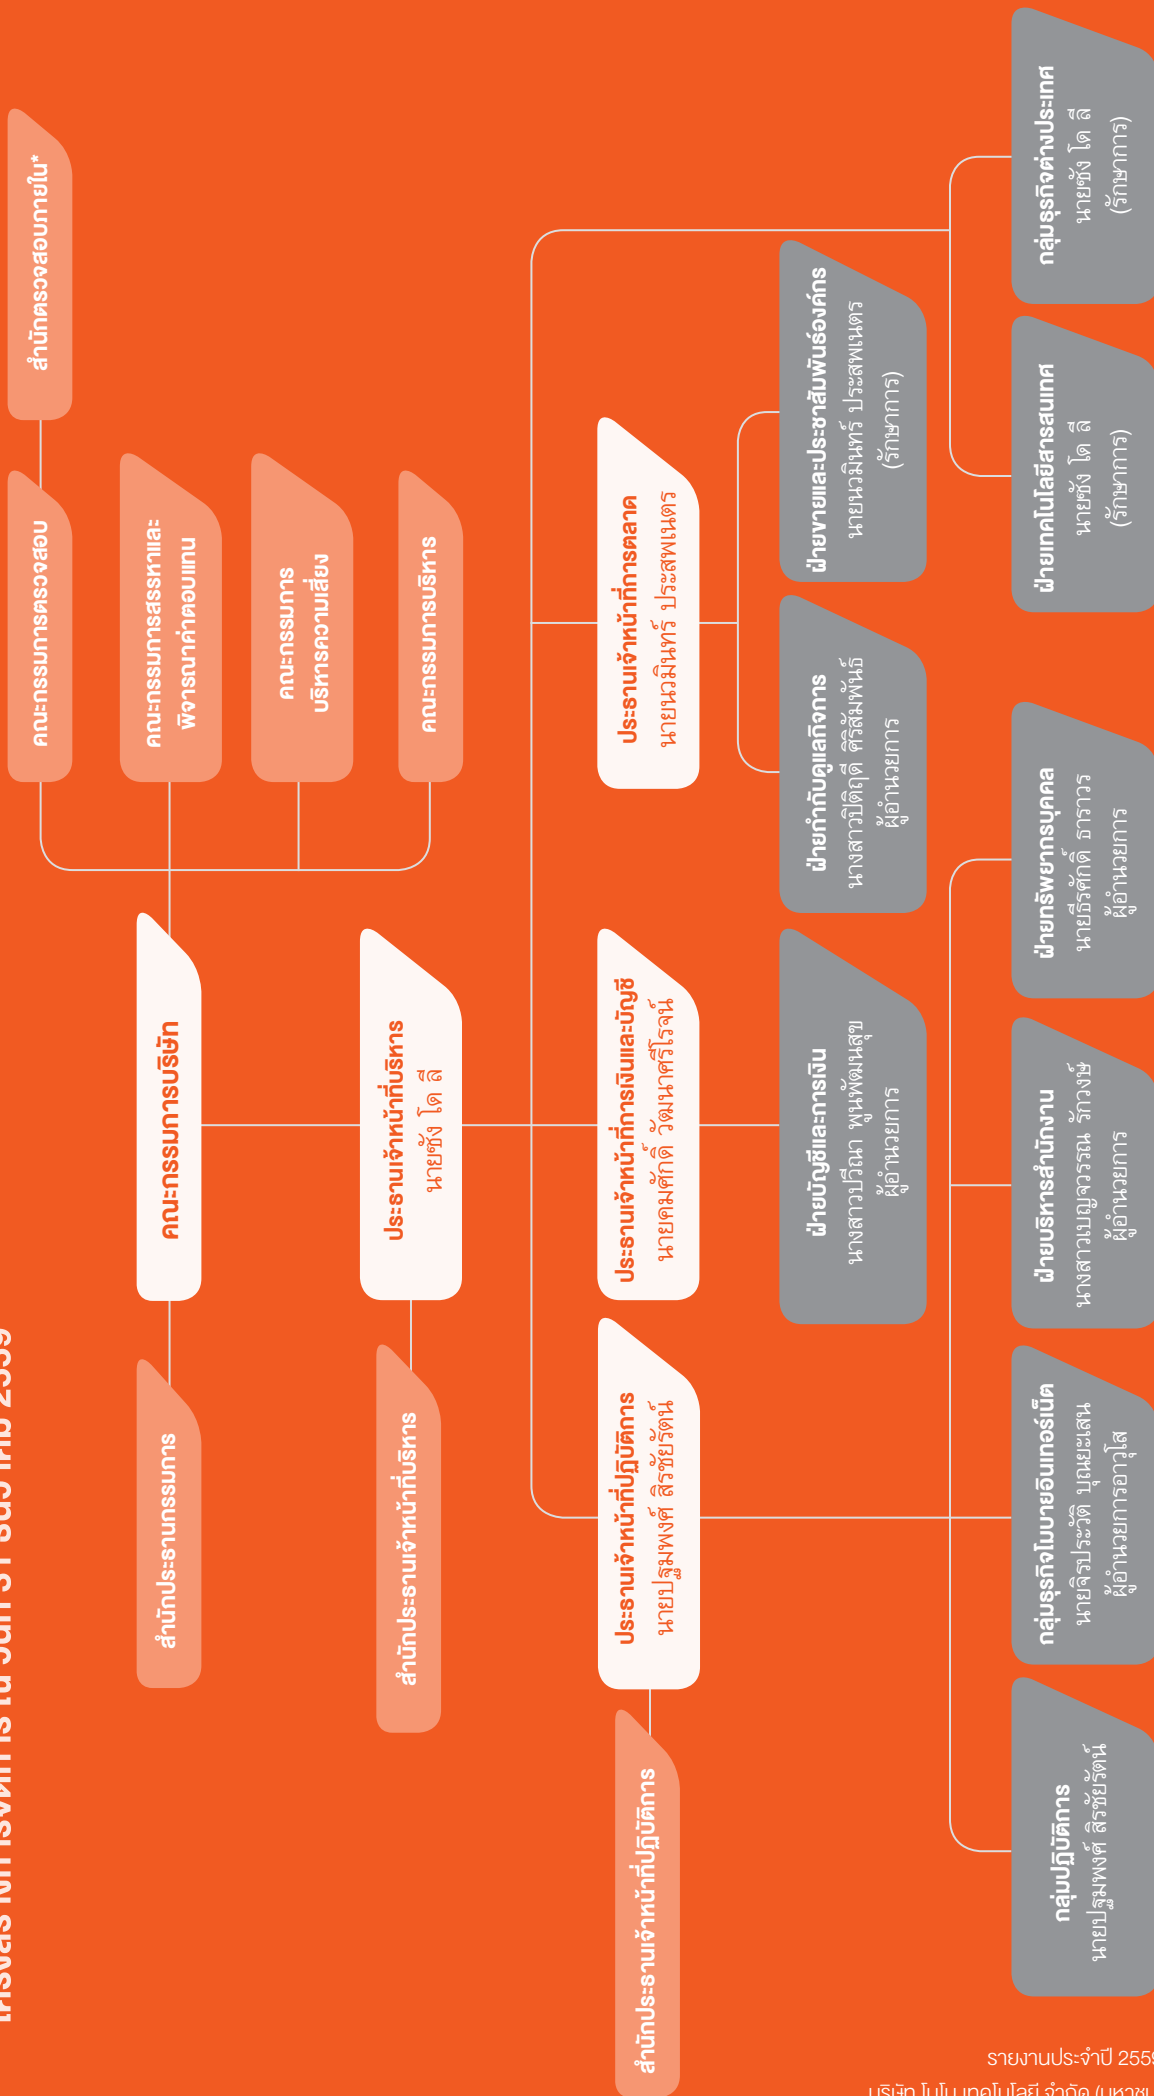 โครงสร้างการจัดการ ณ วันที่ 31 ธันวาคม 2559
สำนักตรวจสอบภายใน*
คณะกรรมการตรวจสอบ
คณะกรรมการสรรหาและ
พิจารณาค่าตอบแทน
คณะกรรมการ
บริหารความเสี่ยง
คณะกรรมการบริหาร
คณะกรรมการบริษัท
สำนักประธานกรรมการ
ประธานเจ้าหน้าที่บริหาร
นายซัง โด ลี
สำนักประธานเจ้าหน้าที่บริหาร
สำนักประธานเจ้าหน้าที่ปฏิบัติการ
ประธานเจ้าหน้าที่ปฏิบัติการ
นายปฐมพงศ์ สิรชัยรัตน์
ประธานเจ้าหน้าที่การเงินและบัญชี
นายคมศักดิ์ วัฒนาศรีโรจน์
ประธานเจ้าหน้าที่การตลาด
นายนวมินทร์ ประสพเนตร
ฝ่ายบัญชีและการเงิน
นางสาวปรีณา พูนพัฒนสุข
ผู้อำนวยการ
ฝ่ายกำกับดูแลกิจการ
นางสาวปิติฤดี ศิริสัมพันธ์
ผู้อำนวยการ
ฝ่ายขายและประชาสัมพันธ์องค์กร
นายนวมินทร์ ประสพเนตร
(รักษาการ)
กลุ่มปฏิบัติการ
นายปฐมพงศ์ สิรชัยรัตน์
กลุ่มธุรกิจโมบายอินเทอร์เน็ต
นายจิรประวัติ บุณยะเสน
ผู้อำนวยการอาวุโส
ฝ่ายบริหารสำนักงาน
นางสาวเบญจวรรณ รักวงษ์
ผู้อำนวยการ
ฝ่ายทรัพยากรบุคคล
นายธีรศักดิ์ ธาราวร
ผู้อำนวยการ
ฝ่ายเทคโนโลยีสารสนเทศ
นายซัง โด ลี
(รักษาการ)
กลุ่มธุรกิจต่างประเทศ
นายซัง โด ลี
(รักษาการ)
รายงานประจำปี 2559
บริษัท โมโน เทคโนโลยี จำกัด (มหาชน)